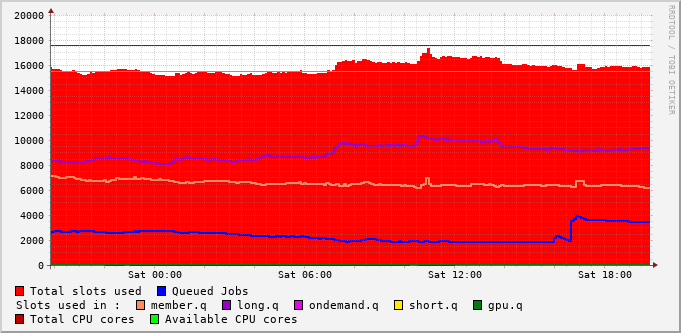 20000
18000
16000
14000
12000
10000
8000
6000
4000
2000
0
Sat 00:00 Sat 06:00 Sat 12:00 Sat 18:00
RRDTOOL / TOBI OETIKER
Total slots used Queued Jobs
Slots used in : member.q long.q ondemand.q short.q gpu.q
Total CPU cores Available CPU cores